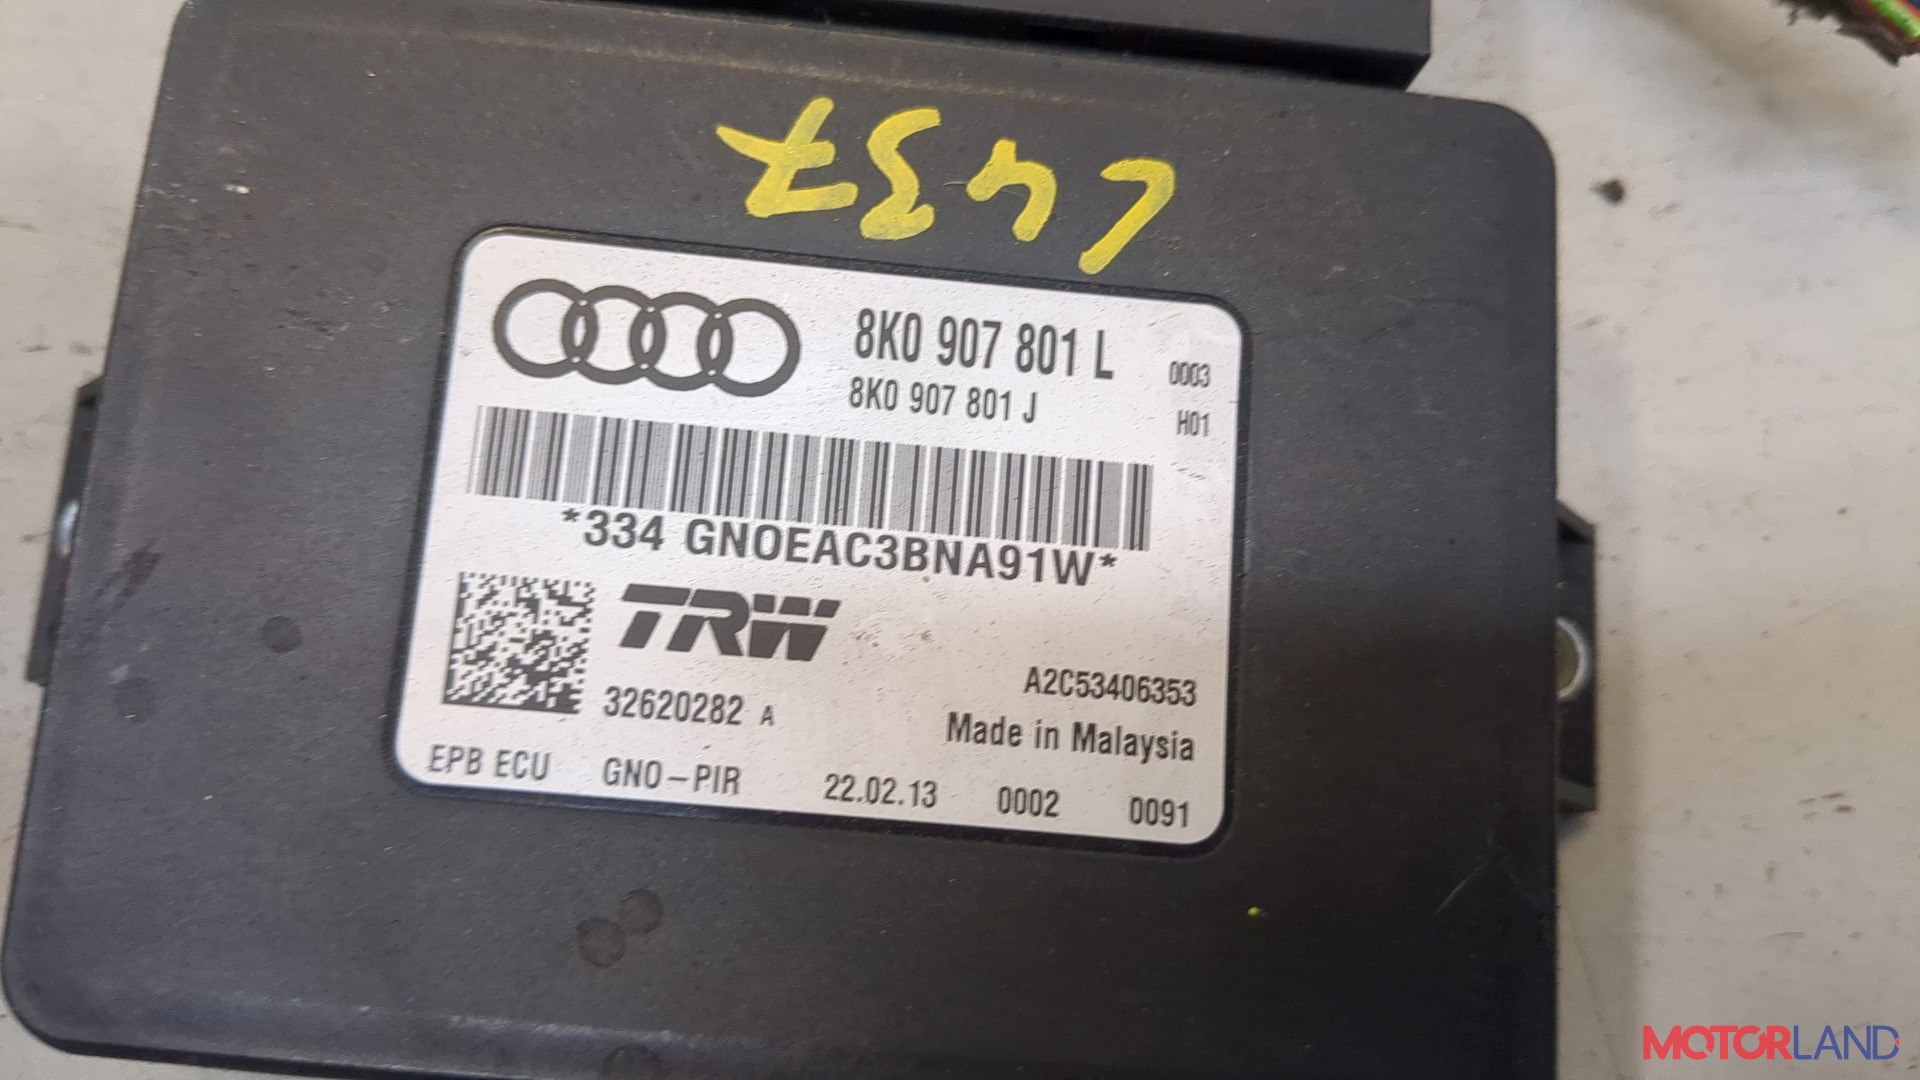 8K0 907 801 L 0003
8K0 907 801 J H01
*334 GNOEAC3BNA91W*
TRW
A2C53406353
32620282 A
Made in Malaysia
EPB ECU GNO-PIR 22.02.13 0002 0091
MOTORLAND